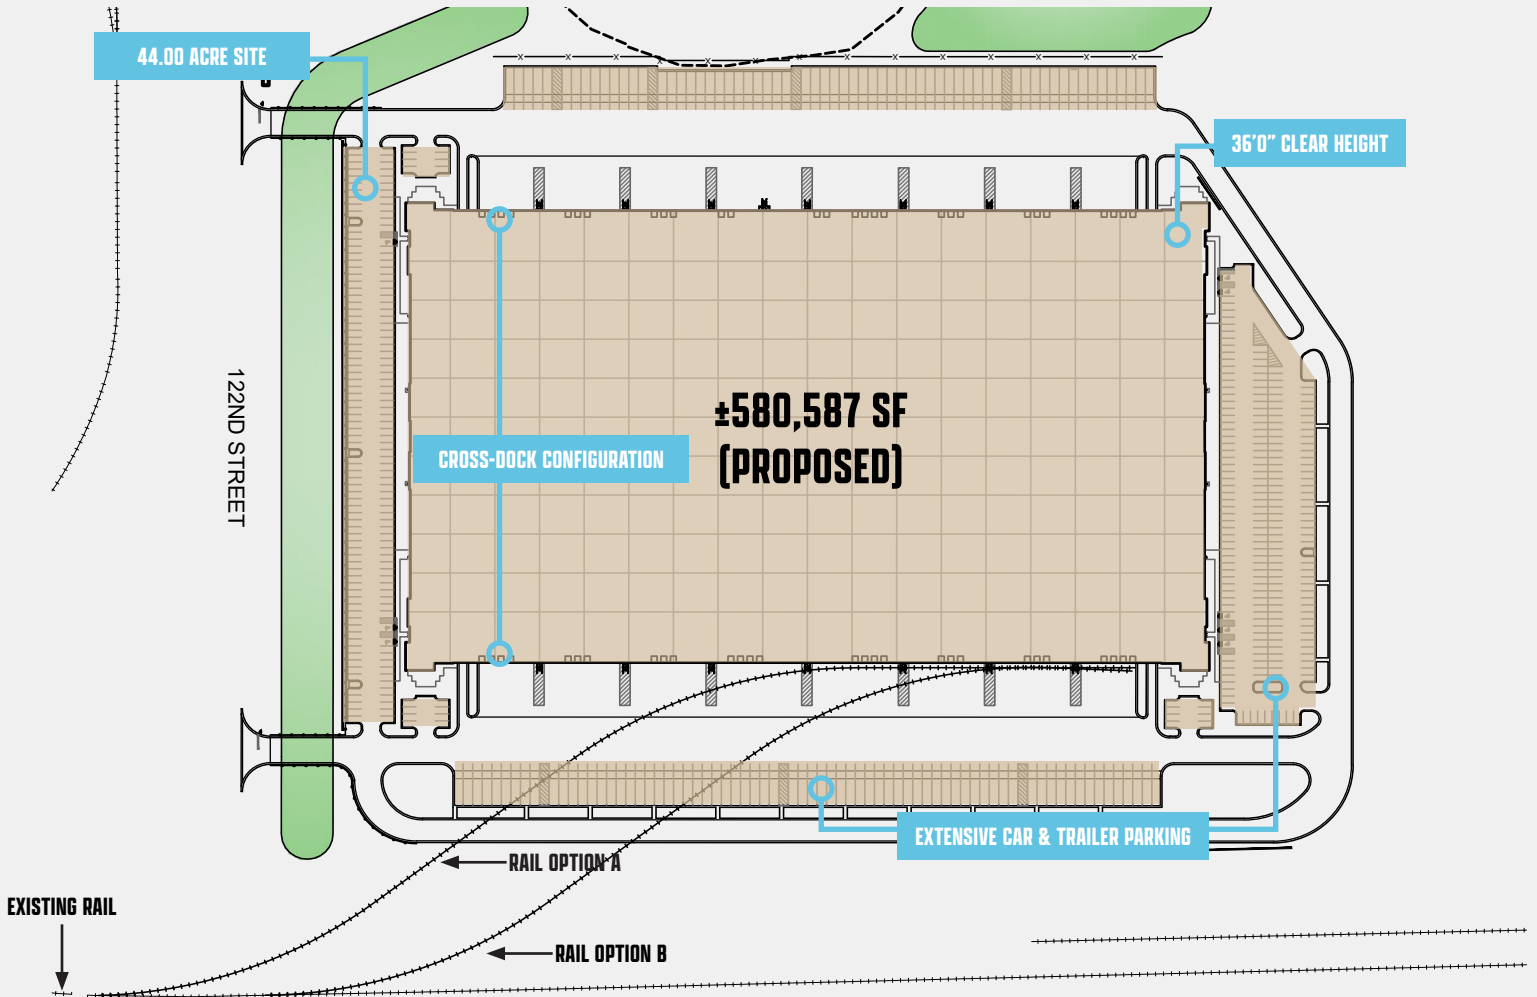 44.00 ACRE SITE
36'0" CLEAR HEIGHT
122ND STREET
±580,587 SF
(PROPOSED)
CROSS-DOCK CONFIGURATION
EXTENSIVE CAR & TRAILER PARKING
RAIL OPTION A
EXISTING RAIL
RAIL OPTION B